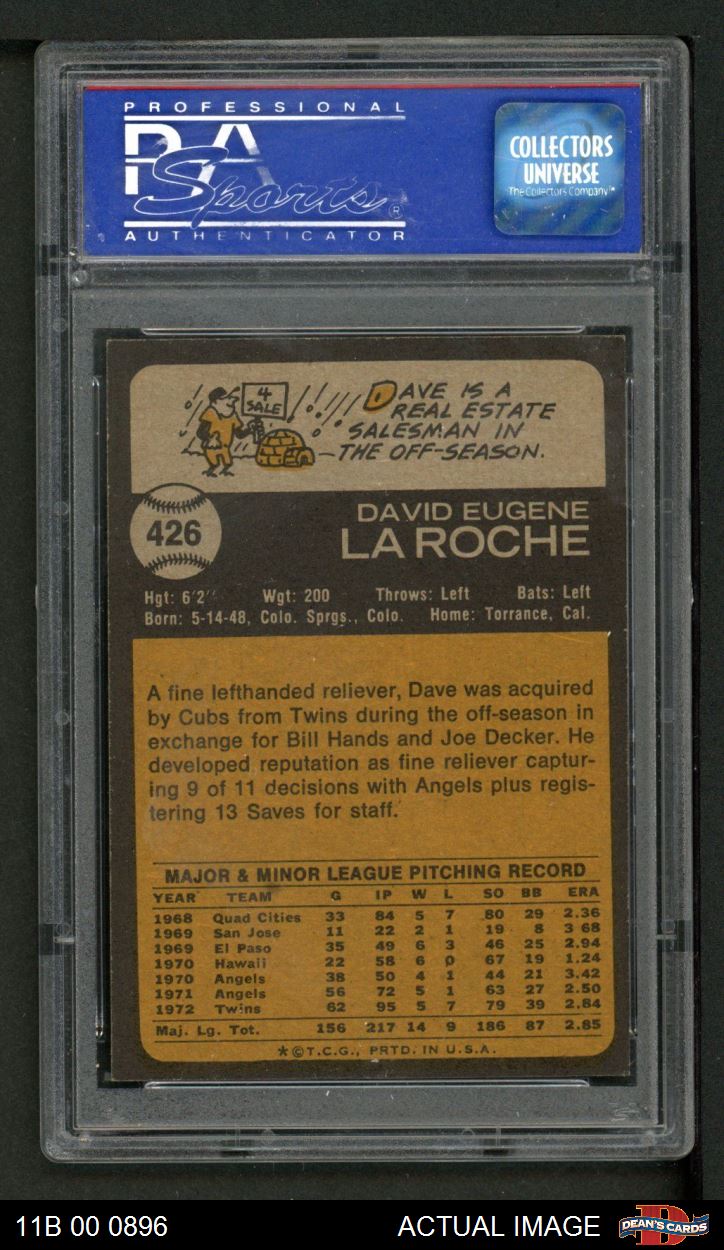 PROFESSIONAL
PSA
Sports®
AUTHENTICATOR
COLLECTORS
UNIVERSE
The Collectors Company™
4
SALE
DAVE IS A
REAL ESTATE
SALESMAN IN
THE OFF-SEASON.
426
DAVID EUGENE
LA ROCHE
Hgt: 6'2" Wgt: 200 Throws: Left Bats: Left
Born: 5-14-48, Colo. Sprgs., Colo. Home: Torrance, Cal.
A fine lefthanded reliever, Dave was acquired
by Cubs from Twins during the off-season in
exchange for Bill Hands and Joe Decker. He
developed reputation as fine reliever captur-
ing 9 of 11 decisions with Angels plus regis-
tering 13 Saves for staff.
MAJOR & MINOR LEAGUE PITCHING RECORD
YEAR TEAM G IP W L SO BB ERA
1968 Quad Cities 33 84 5 7 80 29 2.36
1969 San Jose 11 22 2 1 19 8 3 68
1969 El Paso 35 49 6 3 46 25 2.94
1970 Hawaii 22 58 6 0 67 19 1.24
1970 Angels 38 50 4 1 44 21 3.42
1971 Angels 56 72 5 1 63 27 2.50
1972 Twins 62 95 5 7 79 39 2.84
Maj. Lg. Tot. 156 217 14 9 186 87 2.85
★©T.C.G., PRTD. IN U.S.A.
11B 00 0896
ACTUAL IMAGE
DEAN'S CARDS